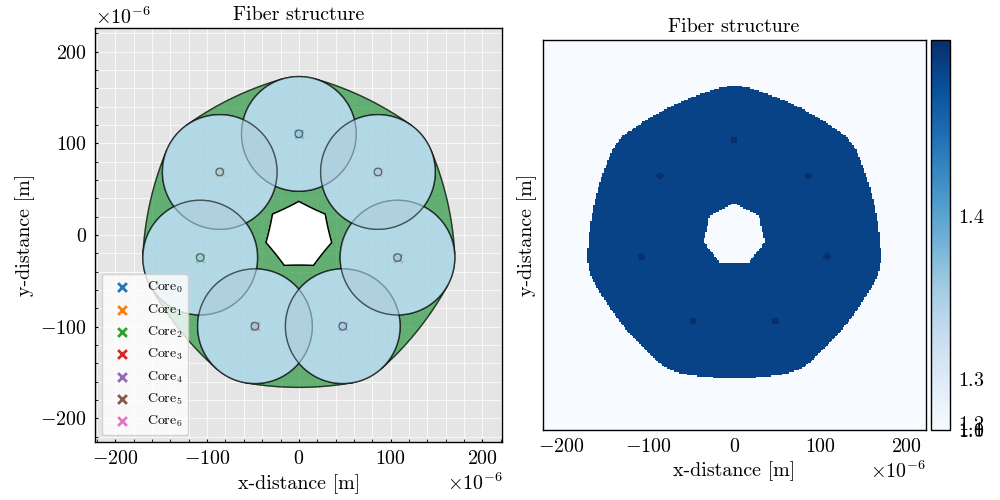 ×10⁻⁶
Fiber structure
200
100
0
−100
−200
y-distance [m]
Core₀
Core₁
Core₂
Core₃
Core₄
Core₅
Core₆
−200
−100
0
100
200
x-distance [m]
×10⁻⁶
Fiber structure
y-distance [m]
−200
−100
0
100
200
x-distance [m]
×10⁻⁶
1.4
1.3